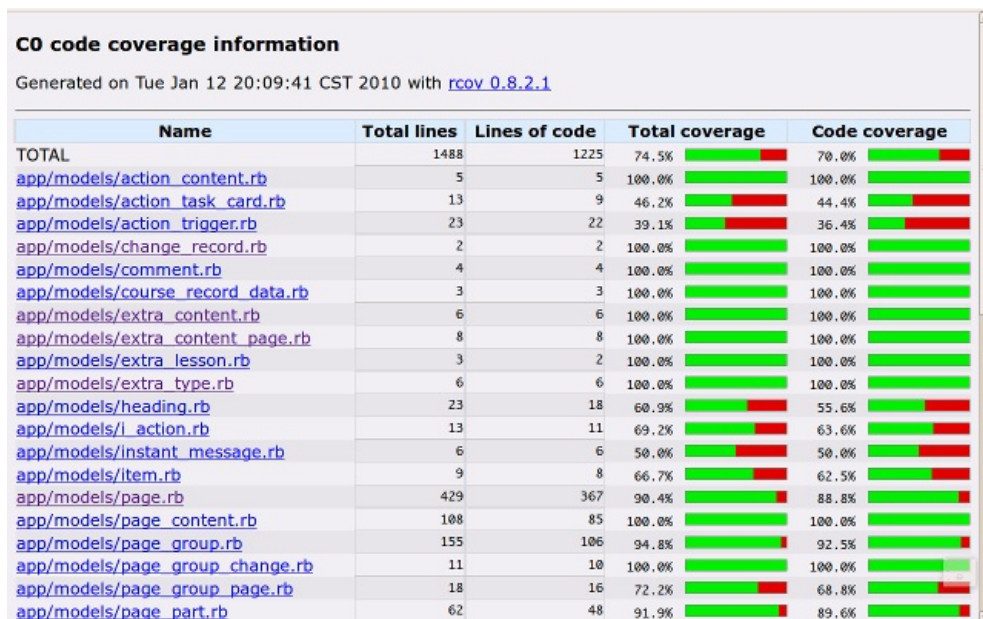 C0 code coverage information
Generated on Tue Jan 12 20:09:41 CST 2010 with rcov 0.8.2.1
Name Total lines Lines of code Total coverage Code coverage
TOTAL 1488 1225 74.5% 70.0%
app/models/action_content.rb 5 5 100.0% 100.0%
app/models/action_task_card.rb 13 9 46.2% 44.4%
app/models/action_trigger.rb 23 22 39.1% 36.4%
app/models/change_record.rb 2 2 100.0% 100.0%
app/models/comment.rb 4 4 100.0% 100.0%
app/models/course_record_data.rb 3 3 100.0% 100.0%
app/models/extra_content.rb 6 6 100.0% 100.0%
app/models/extra_content_page.rb 8 8 100.0% 100.0%
app/models/extra_lesson.rb 3 2 100.0% 100.0%
app/models/extra_type.rb 6 6 100.0% 100.0%
app/models/heading.rb 23 18 60.9% 55.6%
app/models/i_action.rb 13 11 69.2% 63.6%
app/models/instant_message.rb 6 6 50.0% 50.0%
app/models/item.rb 9 8 66.7% 62.5%
app/models/page.rb 429 367 90.4% 88.8%
app/models/page_content.rb 108 85 100.0% 100.0%
app/models/page_group.rb 155 106 94.8% 92.5%
app/models/page_group_change.rb 11 10 100.0% 100.0%
app/models/page_group_page.rb 18 16 72.2% 68.8%
app/models/page_part.rb 62 48 91.9% 89.6%